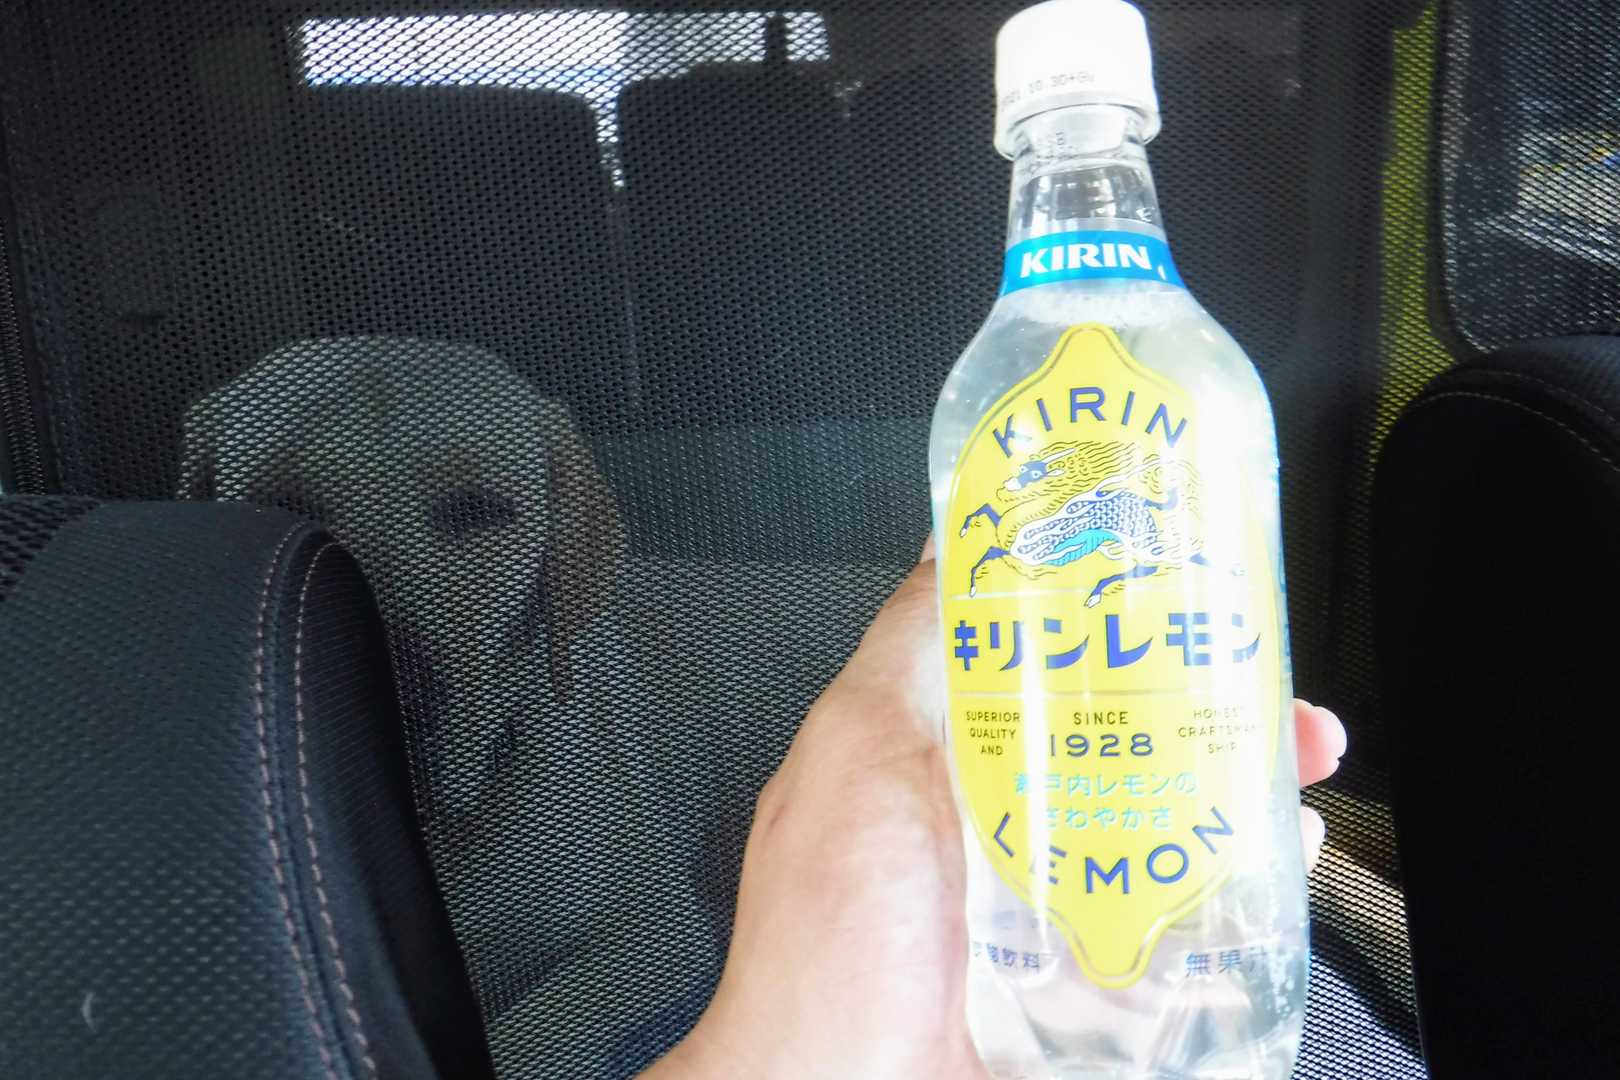 KIRIN
KIRIN
キリンレモン
SUPERIOR
QUALITY
AND
SINCE
1928
HONEST
CRAFTSMAN
SHIP
瀬戸内レモンの
さわやかさ
LEMON
炭酸飲料
無果汁